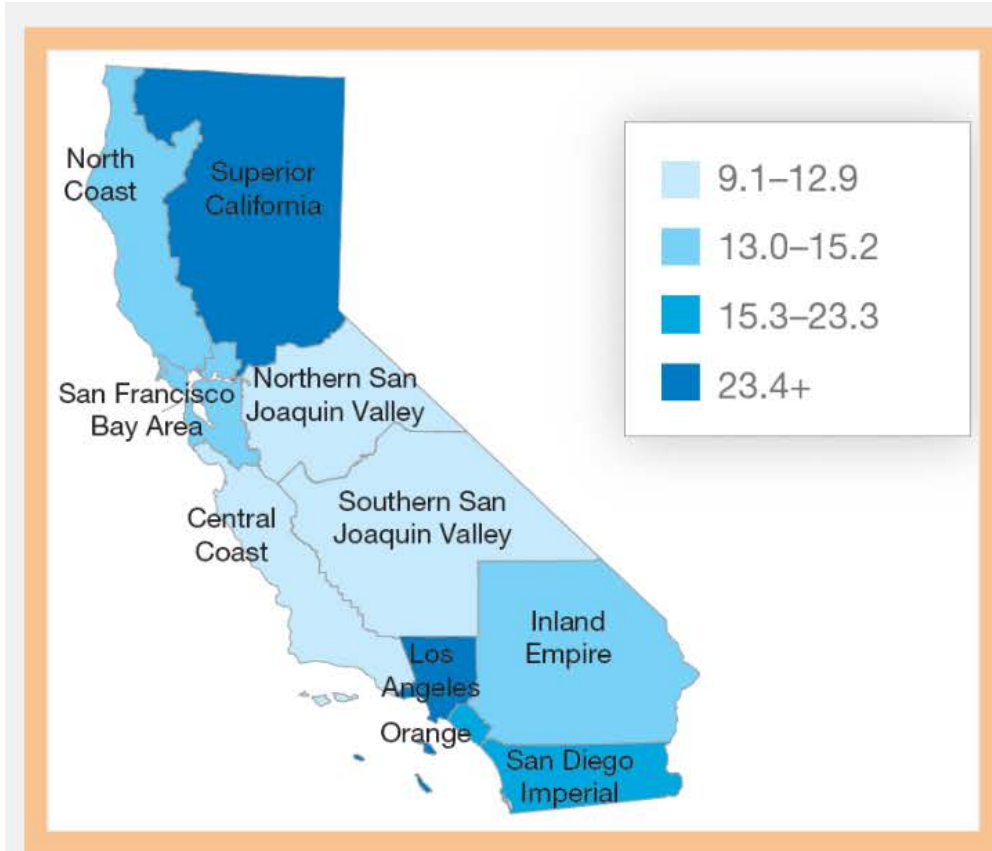 North
Coast
Superior
California
San Francisco
Bay Area
Northern San
Joaquin Valley
Central
Coast
Southern San
Joaquin Valley
Inland
Empire
Los
Angeles
Orange
San Diego
Imperial
9.1–12.9
13.0–15.2
15.3–23.3
23.4+